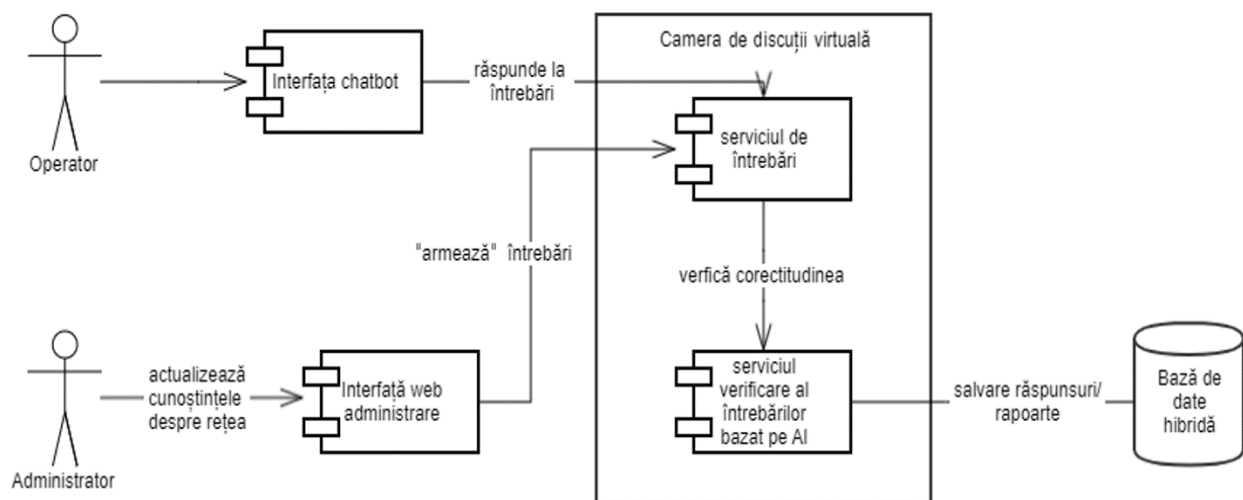 Camera de discuții virtuală
Interfața chatbot
răspunde la
întrebări
Operator
serviciul de
întrebări
"armează" întrebări
verfică corectitudinea
actualizează
cunoștințele
despre rețea
Interfață web
administrare
Administrator
serviciul
verificare al
întrebărilor
bazat pe AI
salvare răspunsuri/
rapoarte
Bază de
date
hibridă